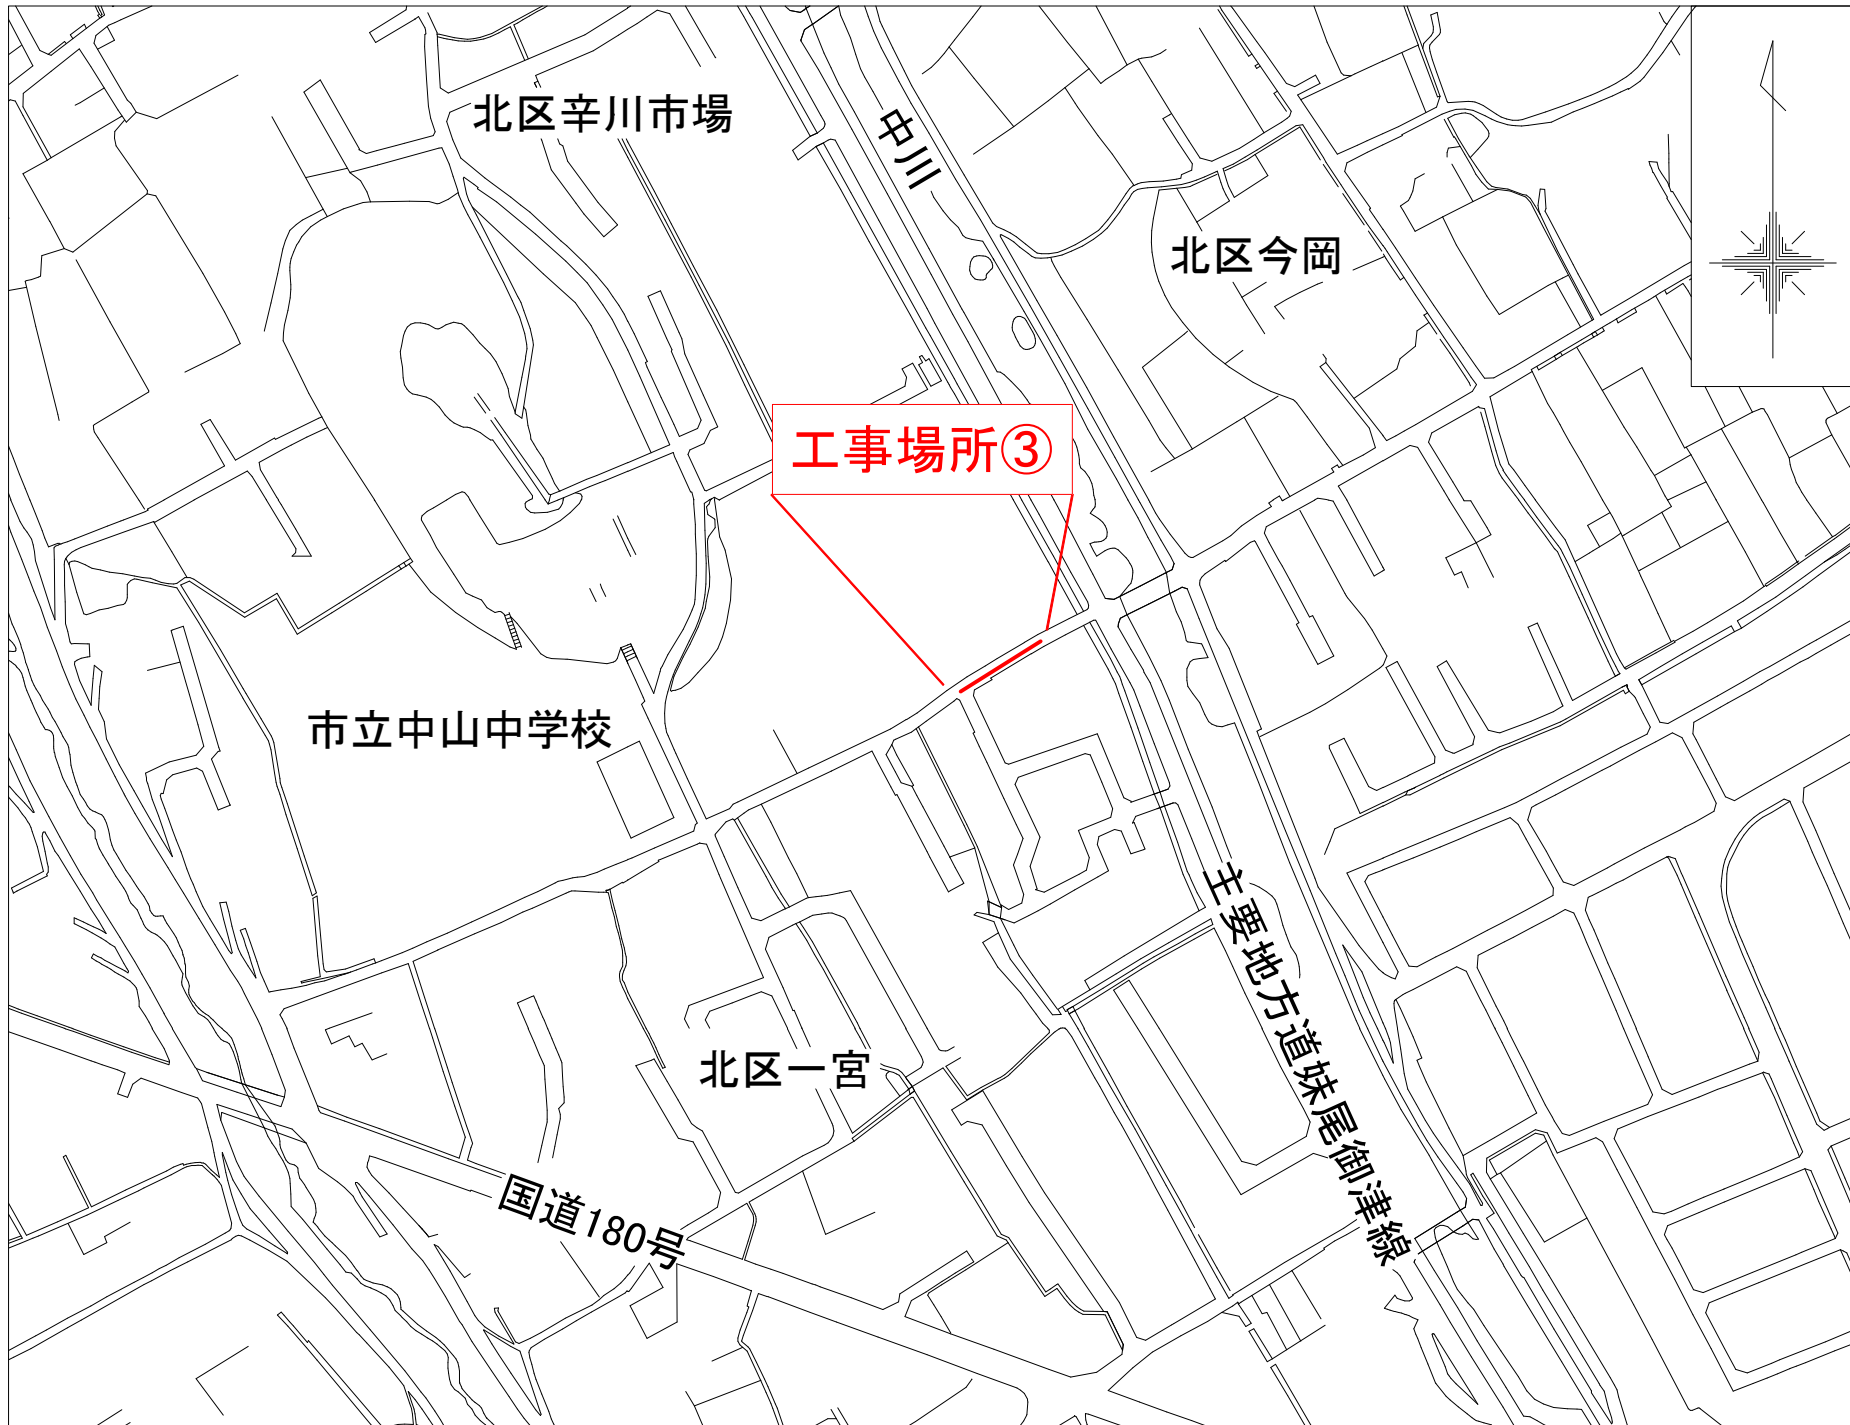 北区辛川市場
中川
北区今岡
工事場所③
市立中山中学校
主要地方道妹尾御津線
北区一宮
国道180号